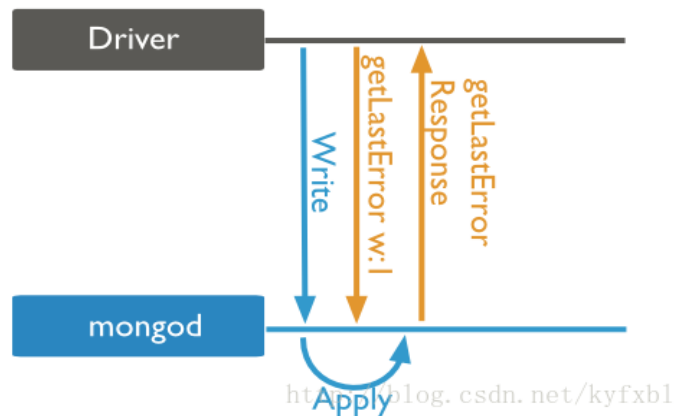 Driver
Write
getLastError w:1
getLastError
Response
mongod
Apply
http://blog.csdn.net/kyfxbl